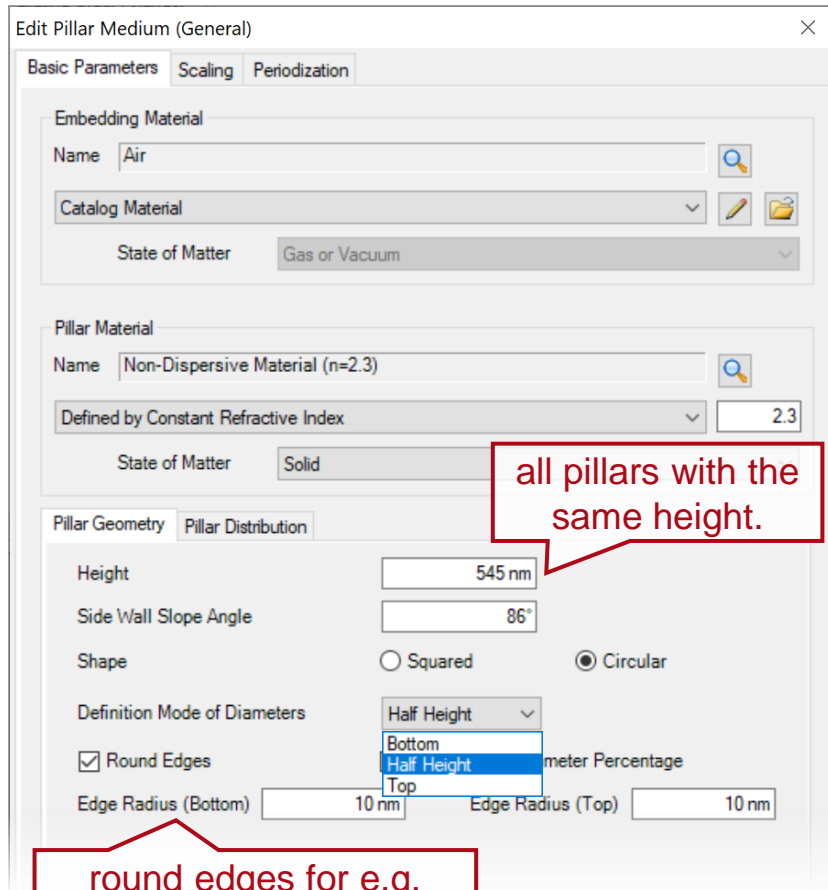 Edit Pillar Medium (General)
Basic Parameters Scaling Periodization
Embedding Material
Name Air
Catalog Material
State of Matter Gas or Vacuum
Pillar Material
Name Non-Dispersive Material (n=2.3)
Defined by Constant Refractive Index 2.3
State of Matter Solid
all pillars with the
same height.
Pillar Geometry Pillar Distribution
Height 545 nm
Side Wall Slope Angle 86°
Shape Squared Circular
Definition Mode of Diameters Half Height
Bottom
Round Edges Half Height meter Percentage
Top
Edge Radius (Bottom) 10 nm Edge Radius (Top) 10 nm
round edges for e.g.